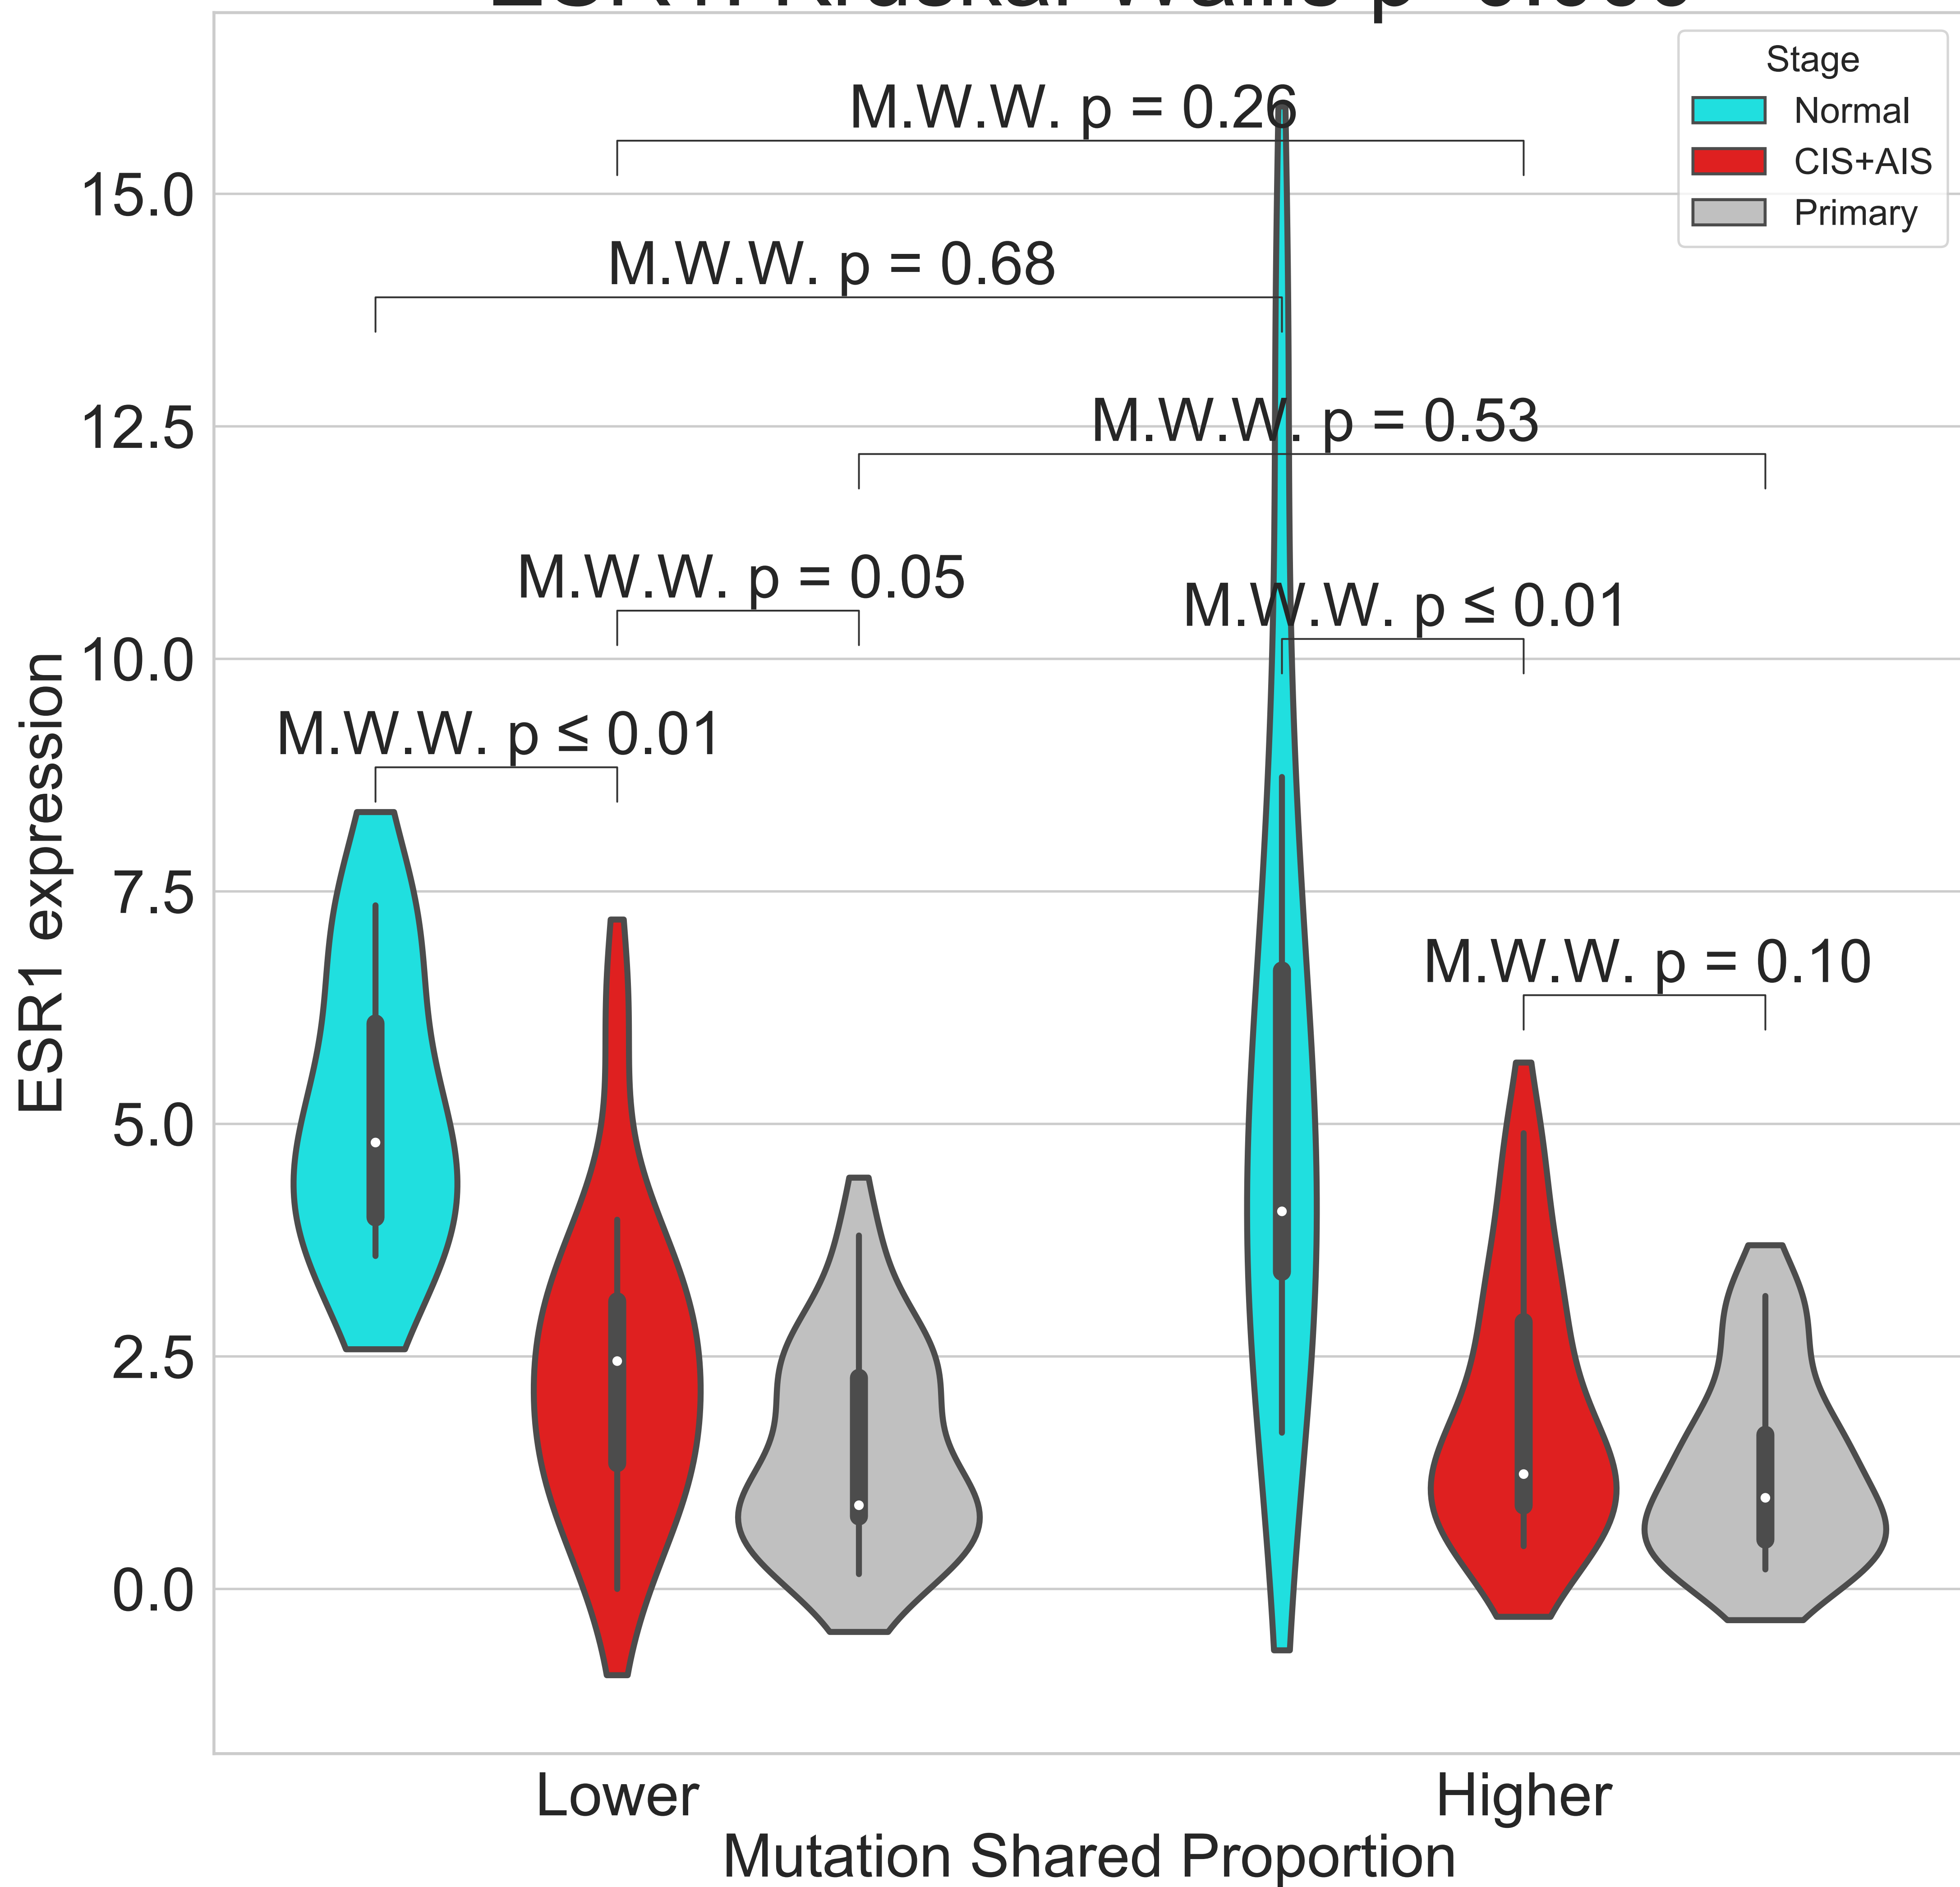 Stage
Normal
CIS+AIS
Primary
M.W.W. p = 0.26
M.W.W. p = 0.68
M.W.W. p = 0.53
M.W.W. p = 0.05
M.W.W. p ≤ 0.01
M.W.W. p ≤ 0.01
M.W.W. p = 0.10
ESR1 expression
15.0
12.5
10.0
7.5
5.0
2.5
0.0
Lower
Higher
Mutation Shared Proportion